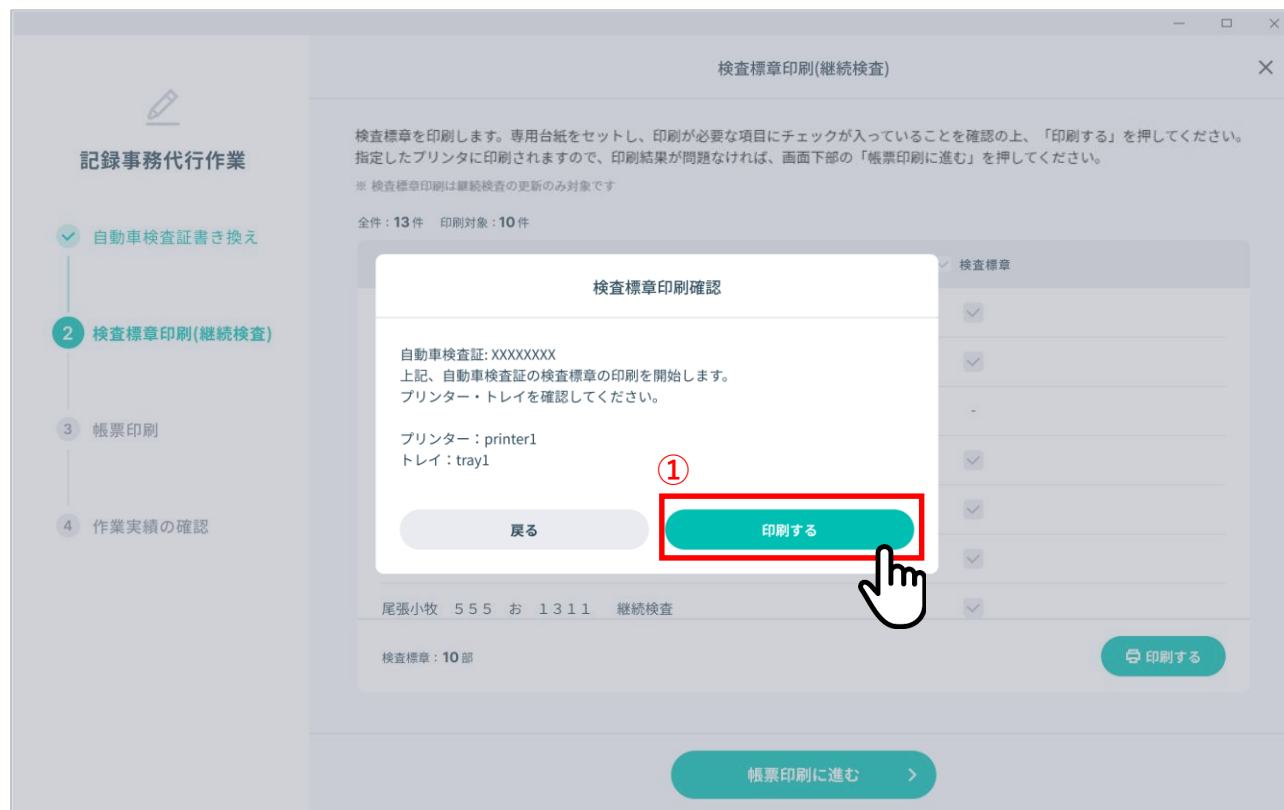 記録事務代行作業
自動車検査証書き換え
2 検査標章印刷(継続検査)
3 帳票印刷
4 作業実績の確認
検査標章印刷(継続検査)
検査標章を印刷します。専用台紙をセットし、印刷が必要な項目にチェックが入っていることを確認の上、「印刷する」を押してください。
指定したプリンタに印刷されますので、印刷結果が問題なければ、画面下部の「帳票印刷に進む」を押してください。
※ 検査標章印刷は継続検査の更新のみ対象です
全件：13件 印刷対象：10件
検査標章
-
検査標章印刷確認
自動車検査証: XXXXXXXX
上記、自動車検査証の検査標章の印刷を開始します。
プリンター・トレイを確認してください。
プリンター：printer1
トレイ：tray1
①
戻る 印刷する
尾張小牧 ５５５ お １３１１ 継続検査
検査標章：10部 印刷する
帳票印刷に進む